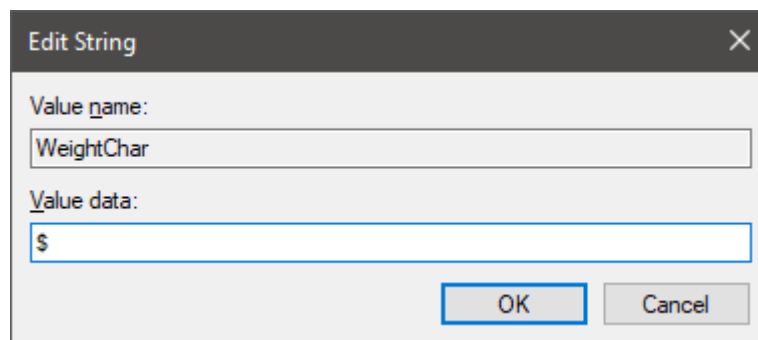 Edit String
Value name:
WeightChar
Value data:
$
OK Cancel